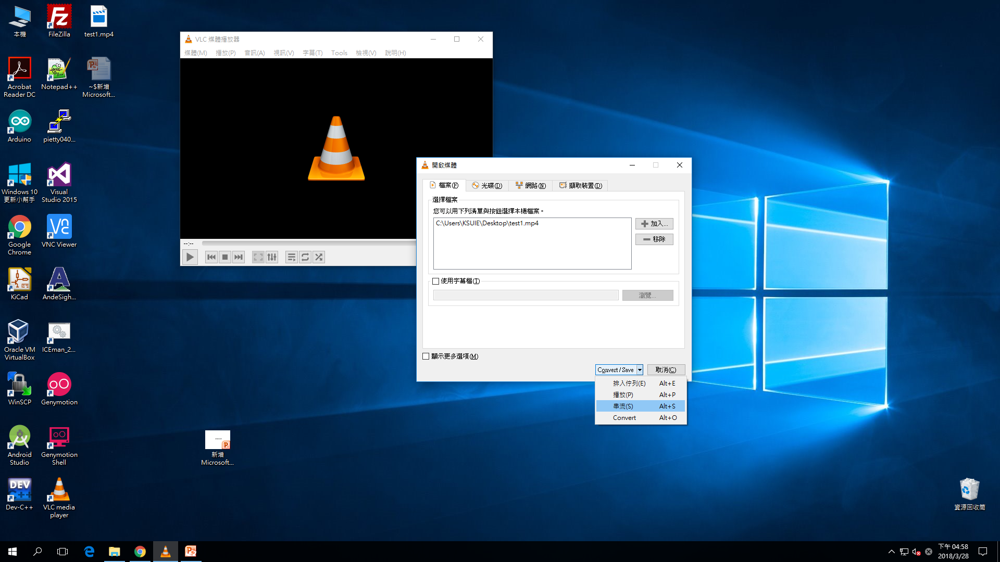 本機
FileZilla
test1.mp4
Acrobat
Reader DC
Notepad++
~$新增
Microsoft...
Arduino
pietty040...
Windows 10
更新小幫手
Visual
Studio 2015
Google
Chrome
VNC Viewer
KiCad
AndeSigh...
Oracle VM
VirtualBox
ICEman_2...
WinSCP
Genymotion
Android
Studio
Genymotion
Shell
DEV
Dev-C++
VLC media
player
新增
Microsoft...
資源回收筒
VLC 媒體播放器
媒體(M) 播放(P) 音訊(A) 視訊(V) 字幕(T) Tools 檢視(V) 說明(H)
--:--
開啟媒體
檔案(F) 光碟(D) 網路(N) 擷取裝置(D)
選擇檔案
您可以用下列清單與按鈕選擇本機檔案。
C:\Users\KSUIE\Desktop\test1.mp4
加入...
移除
使用字幕檔(T)
瀏覽...
顯示更多選項(M)
Convert / Save 取消(C)
排入佇列(E) Alt+E
播放(P) Alt+P
串流(S) Alt+S
Convert Alt+O
下午 04:58
2018/3/28